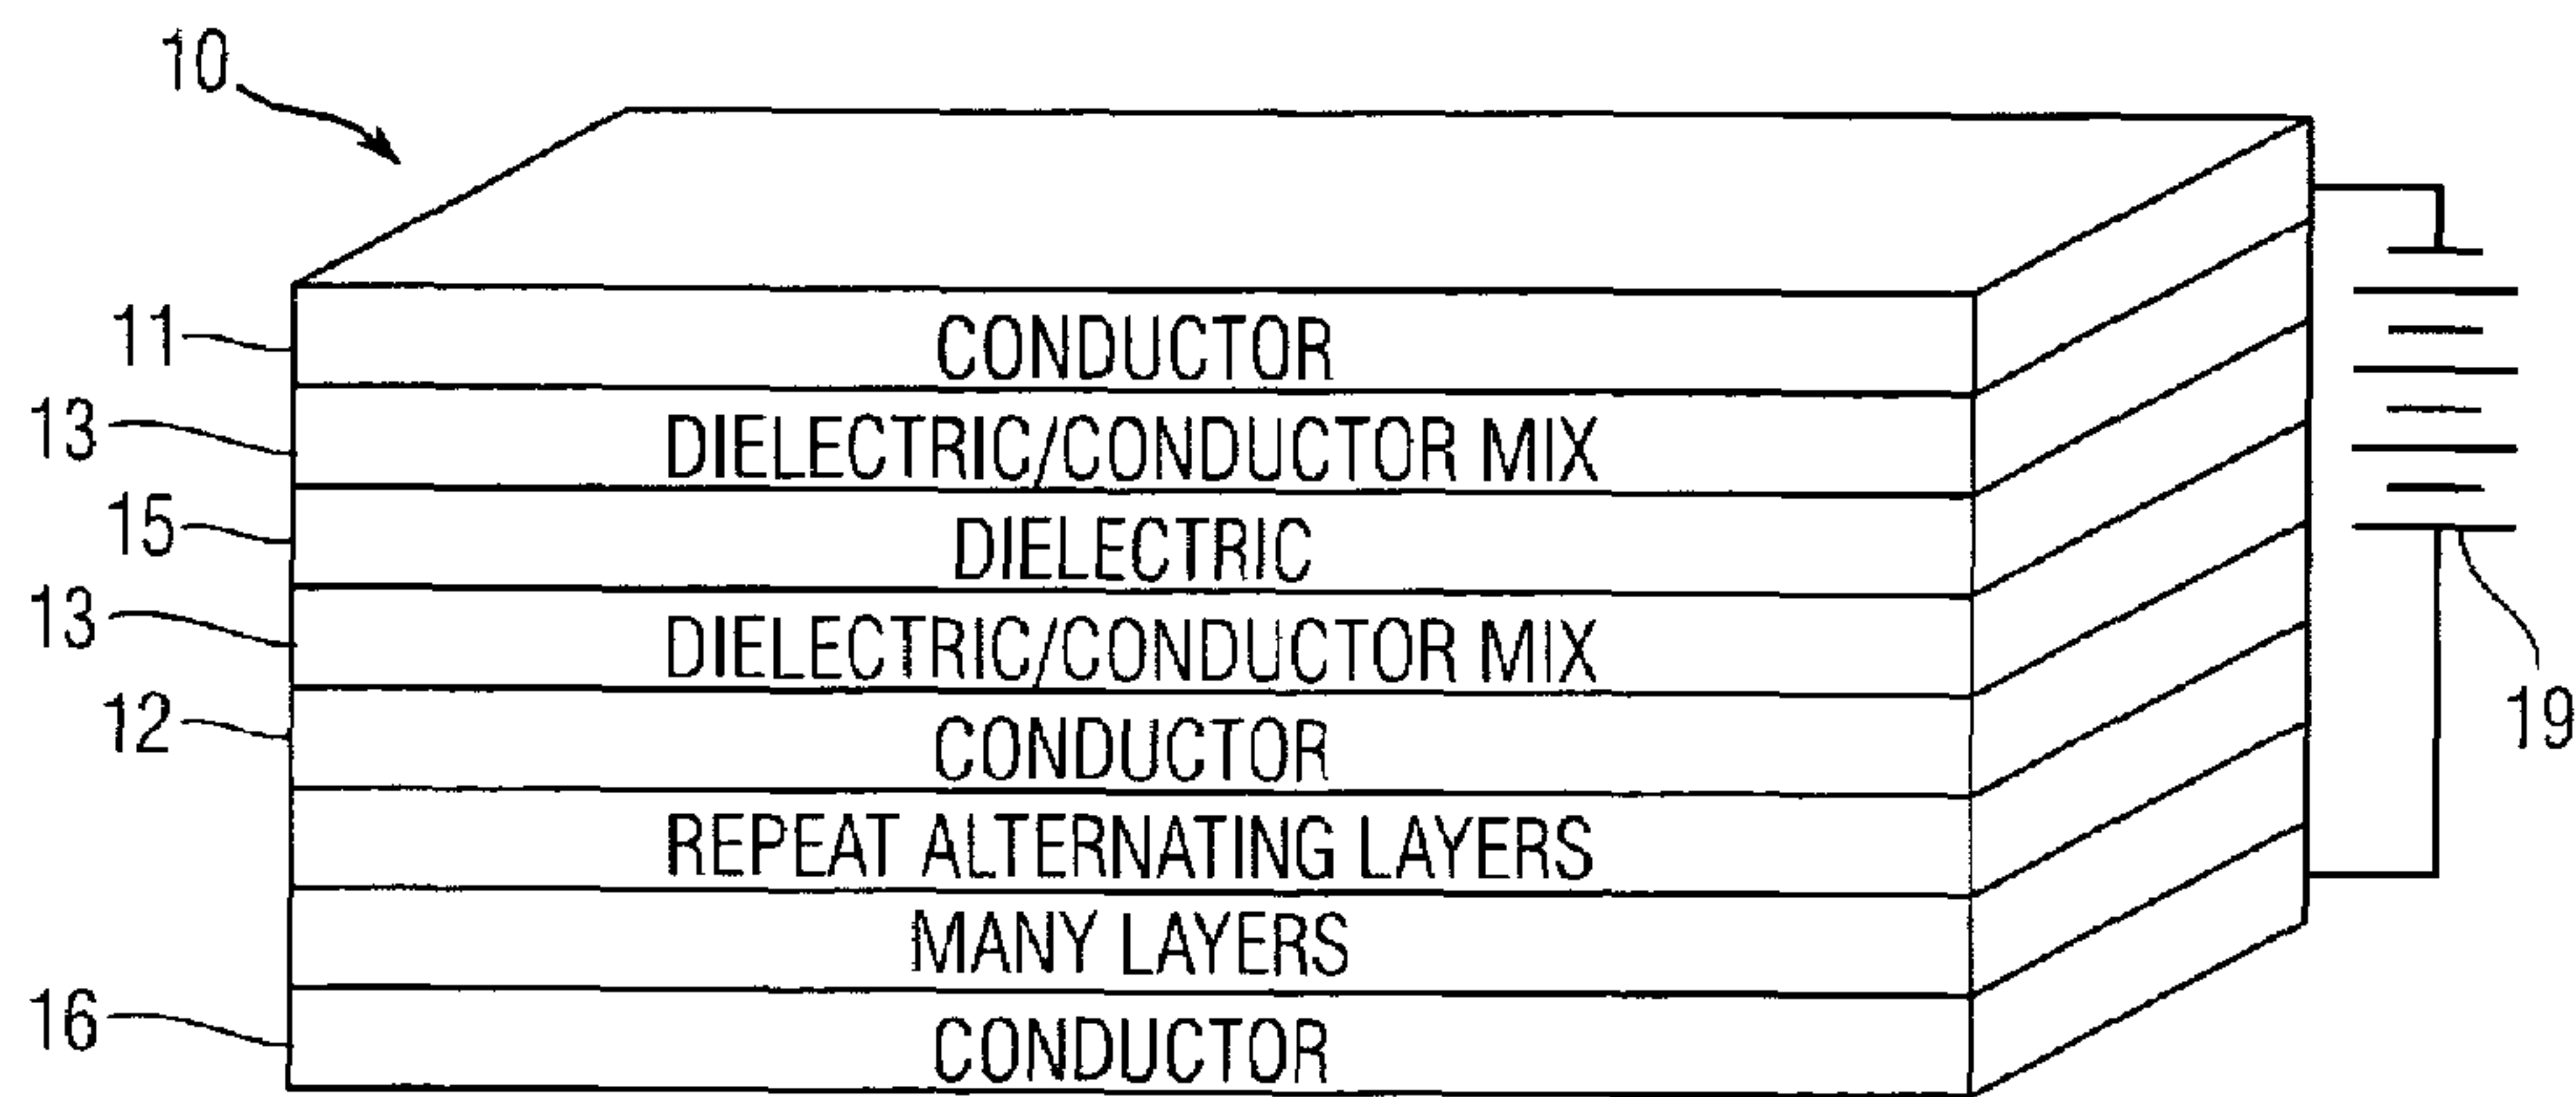 10
11 CONDUCTOR
13 DIELECTRIC/CONDUCTOR MIX
15 DIELECTRIC
13 DIELECTRIC/CONDUCTOR MIX
12 CONDUCTOR
19
REPEAT ALTERNATING LAYERS
MANY LAYERS
16 CONDUCTOR